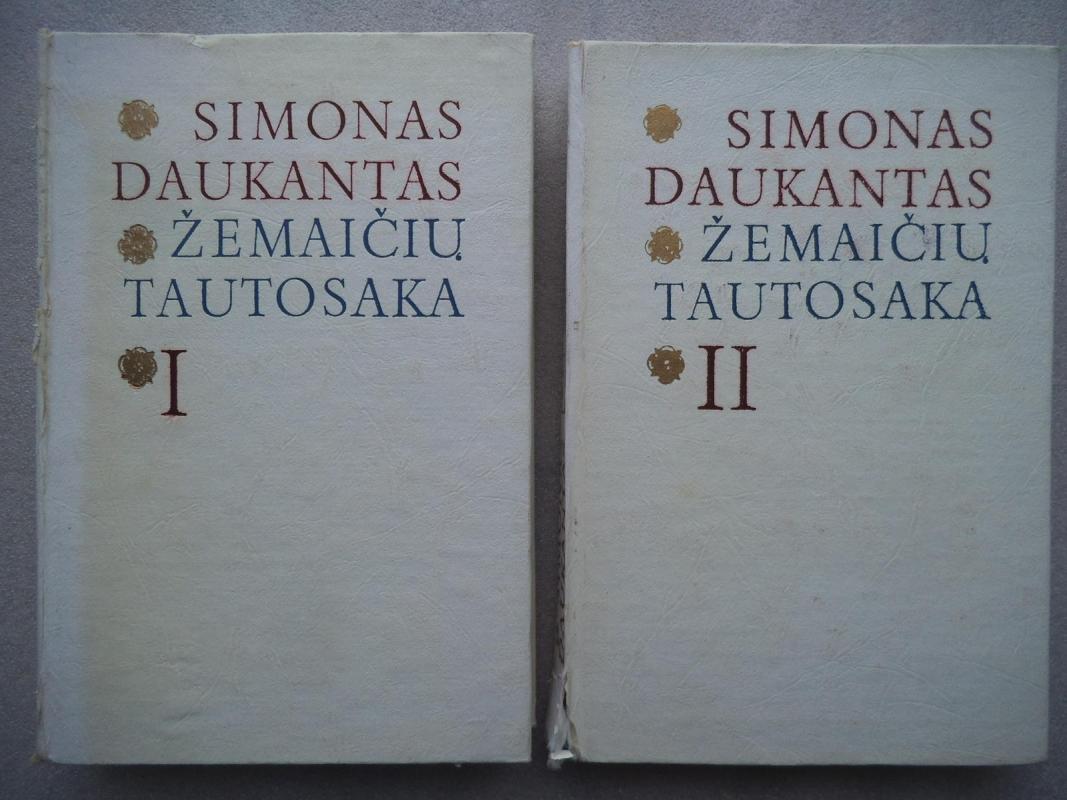 SIMONAS
DAUKANTAS
ŽEMAIČIŲ
TAUTOSAKA
I
SIMONAS
DAUKANTAS
ŽEMAIČIŲ
TAUTOSAKA
II